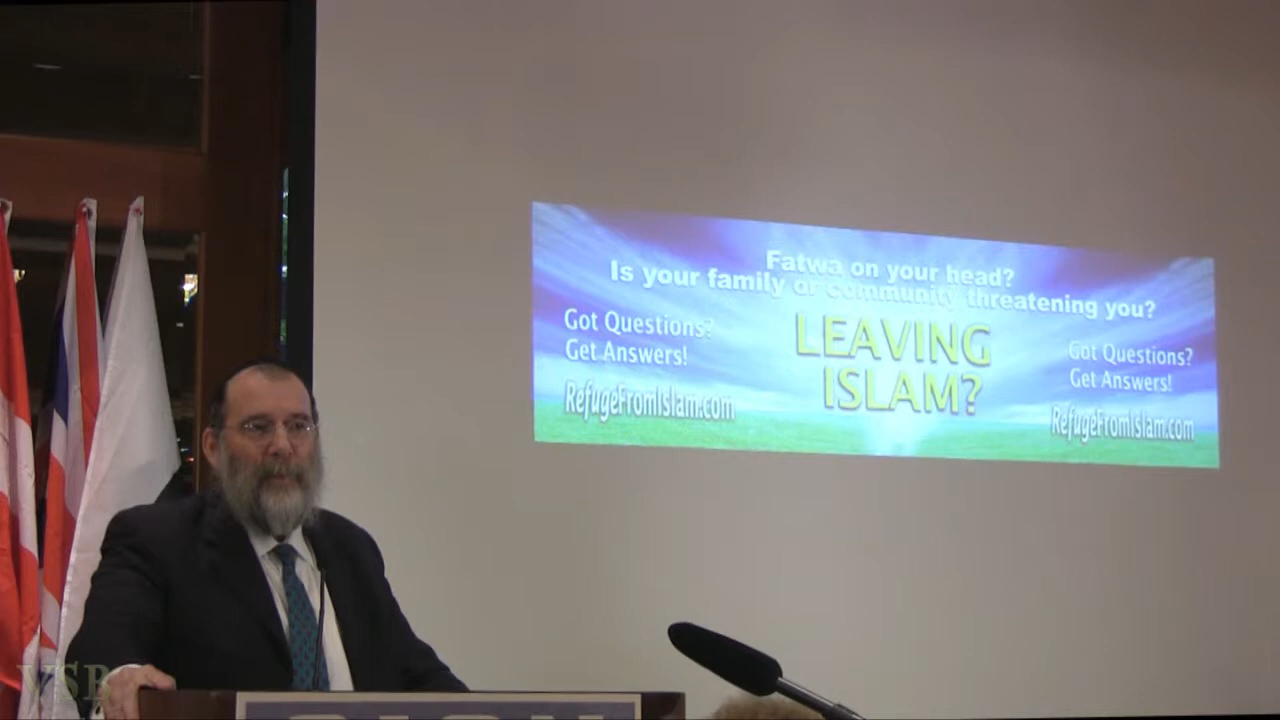 Fatwa on your head?
Is your family or community threatening you?
Got Questions?
Get Answers!
RefugeFromIslam.com
LEAVING
ISLAM?
Got Questions?
Get Answers!
RefugeFromIslam.com
VSB